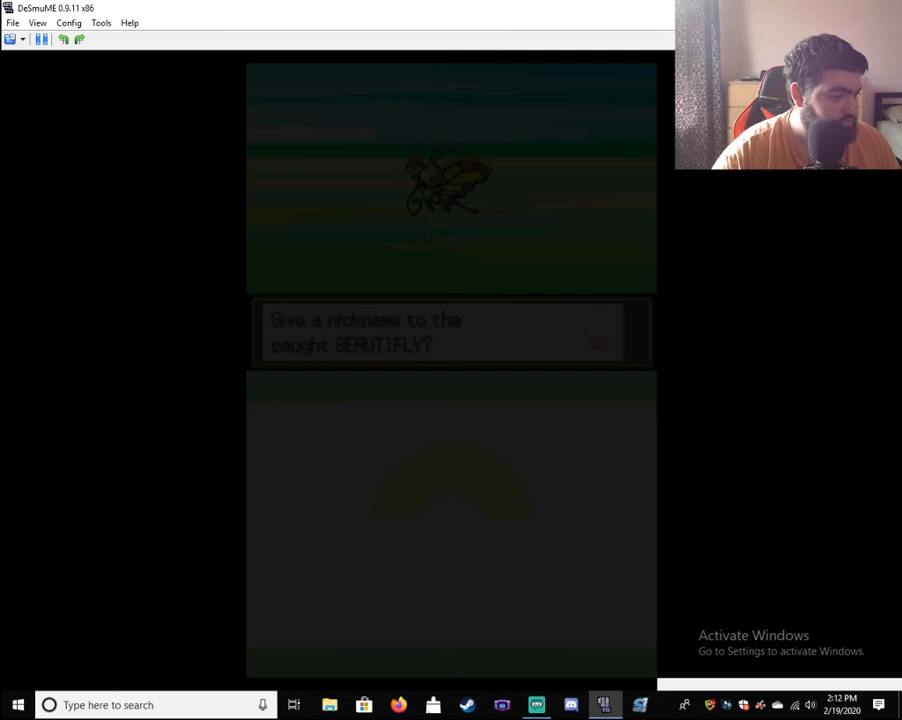 DeSmuME 0.9.11 x86
File View Config Tools Help
Give a nickname to the
caught BEAUTIFLY?
Activate Windows
Go to Settings to activate Windows.
Type here to search
2:12 PM
2/19/2020